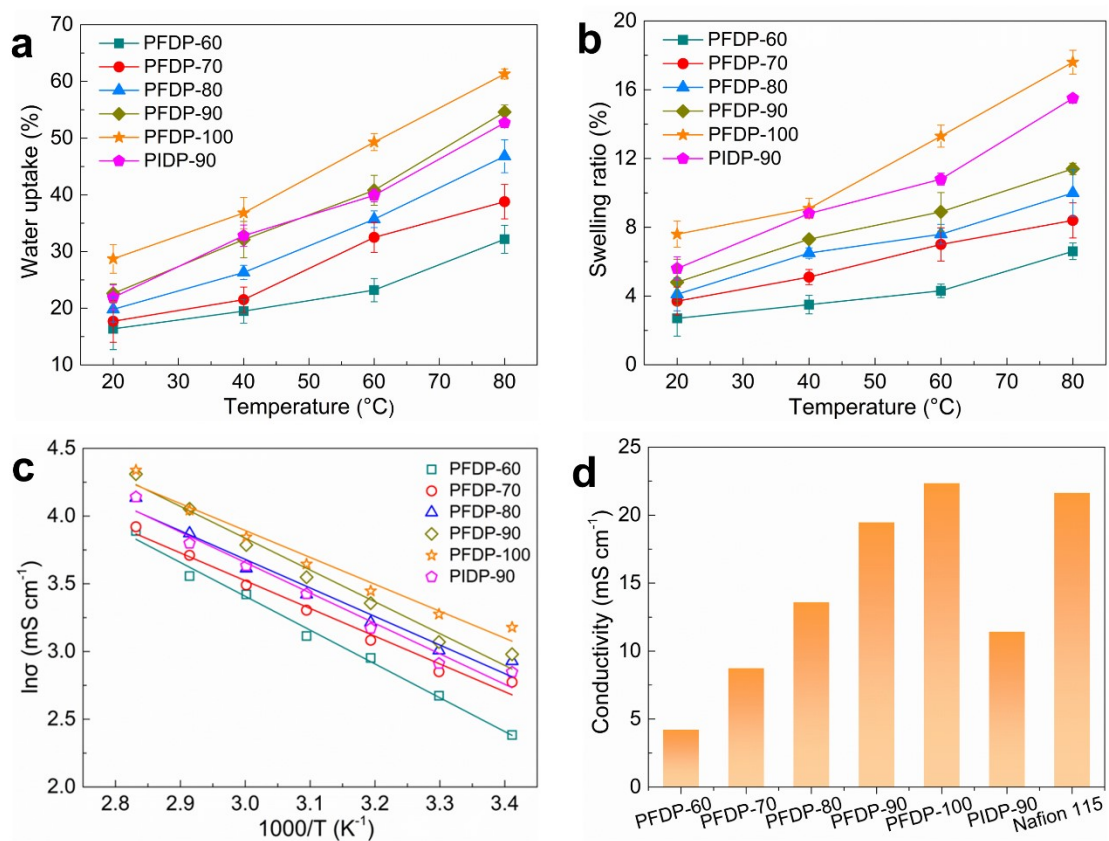 a
PFDP-60
PFDP-70
PFDP-80
PFDP-90
PFDP-100
PIDP-90
70
60
50
40
30
20
10
Water uptake (%)
20 30 40 50 60 70 80
Temperature (°C)
b
PFDP-60
PFDP-70
PFDP-80
PFDP-90
PFDP-100
PIDP-90
20
16
12
8
4
0
Swelling ratio (%)
20 30 40 50 60 70 80
Temperature (°C)
c
PFDP-60
PFDP-70
PFDP-80
PFDP-90
PFDP-100
PIDP-90
4.5
4.0
3.5
3.0
2.5
2.0
lnσ (mS cm⁻¹)
2.8 2.9 3.0 3.1 3.2 3.3 3.4
1000/T (K⁻¹)
d
25
20
15
10
5
0
Conductivity (mS cm⁻¹)
PFDP-60 PFDP-70 PFDP-80 PFDP-90 PFDP-100 PIDP-90 Nafion 115